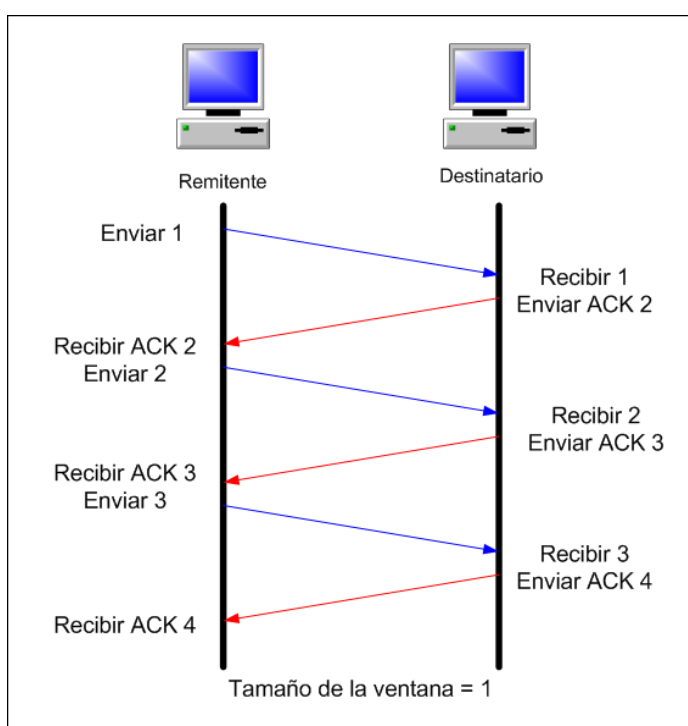 Remitente
Destinatario
Enviar 1
Recibir 1
Enviar ACK 2
Recibir ACK 2
Enviar 2
Recibir 2
Enviar ACK 3
Recibir ACK 3
Enviar 3
Recibir 3
Enviar ACK 4
Recibir ACK 4
Tamaño de la ventana = 1